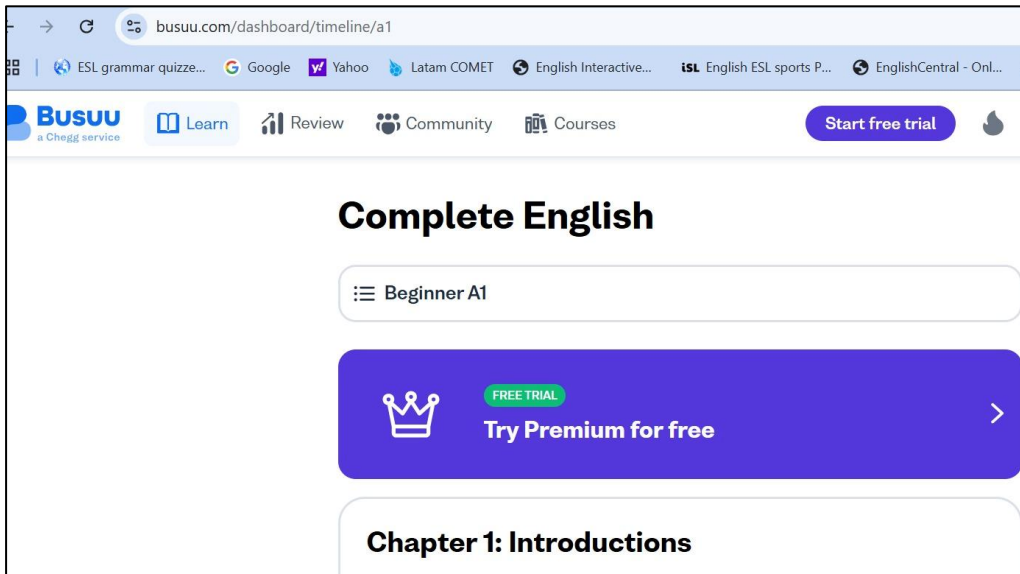 busuu.com/dashboard/timeline/a1
ESL grammar quizze... Google Yahoo Latam COMET English Interactive... iSL English ESL sports P... EnglishCentral - Onl...
BUSUU Learn Review Community Courses Start free trial
a Chegg service
Complete English
Beginner A1
FREE TRIAL
Try Premium for free
Chapter 1: Introductions